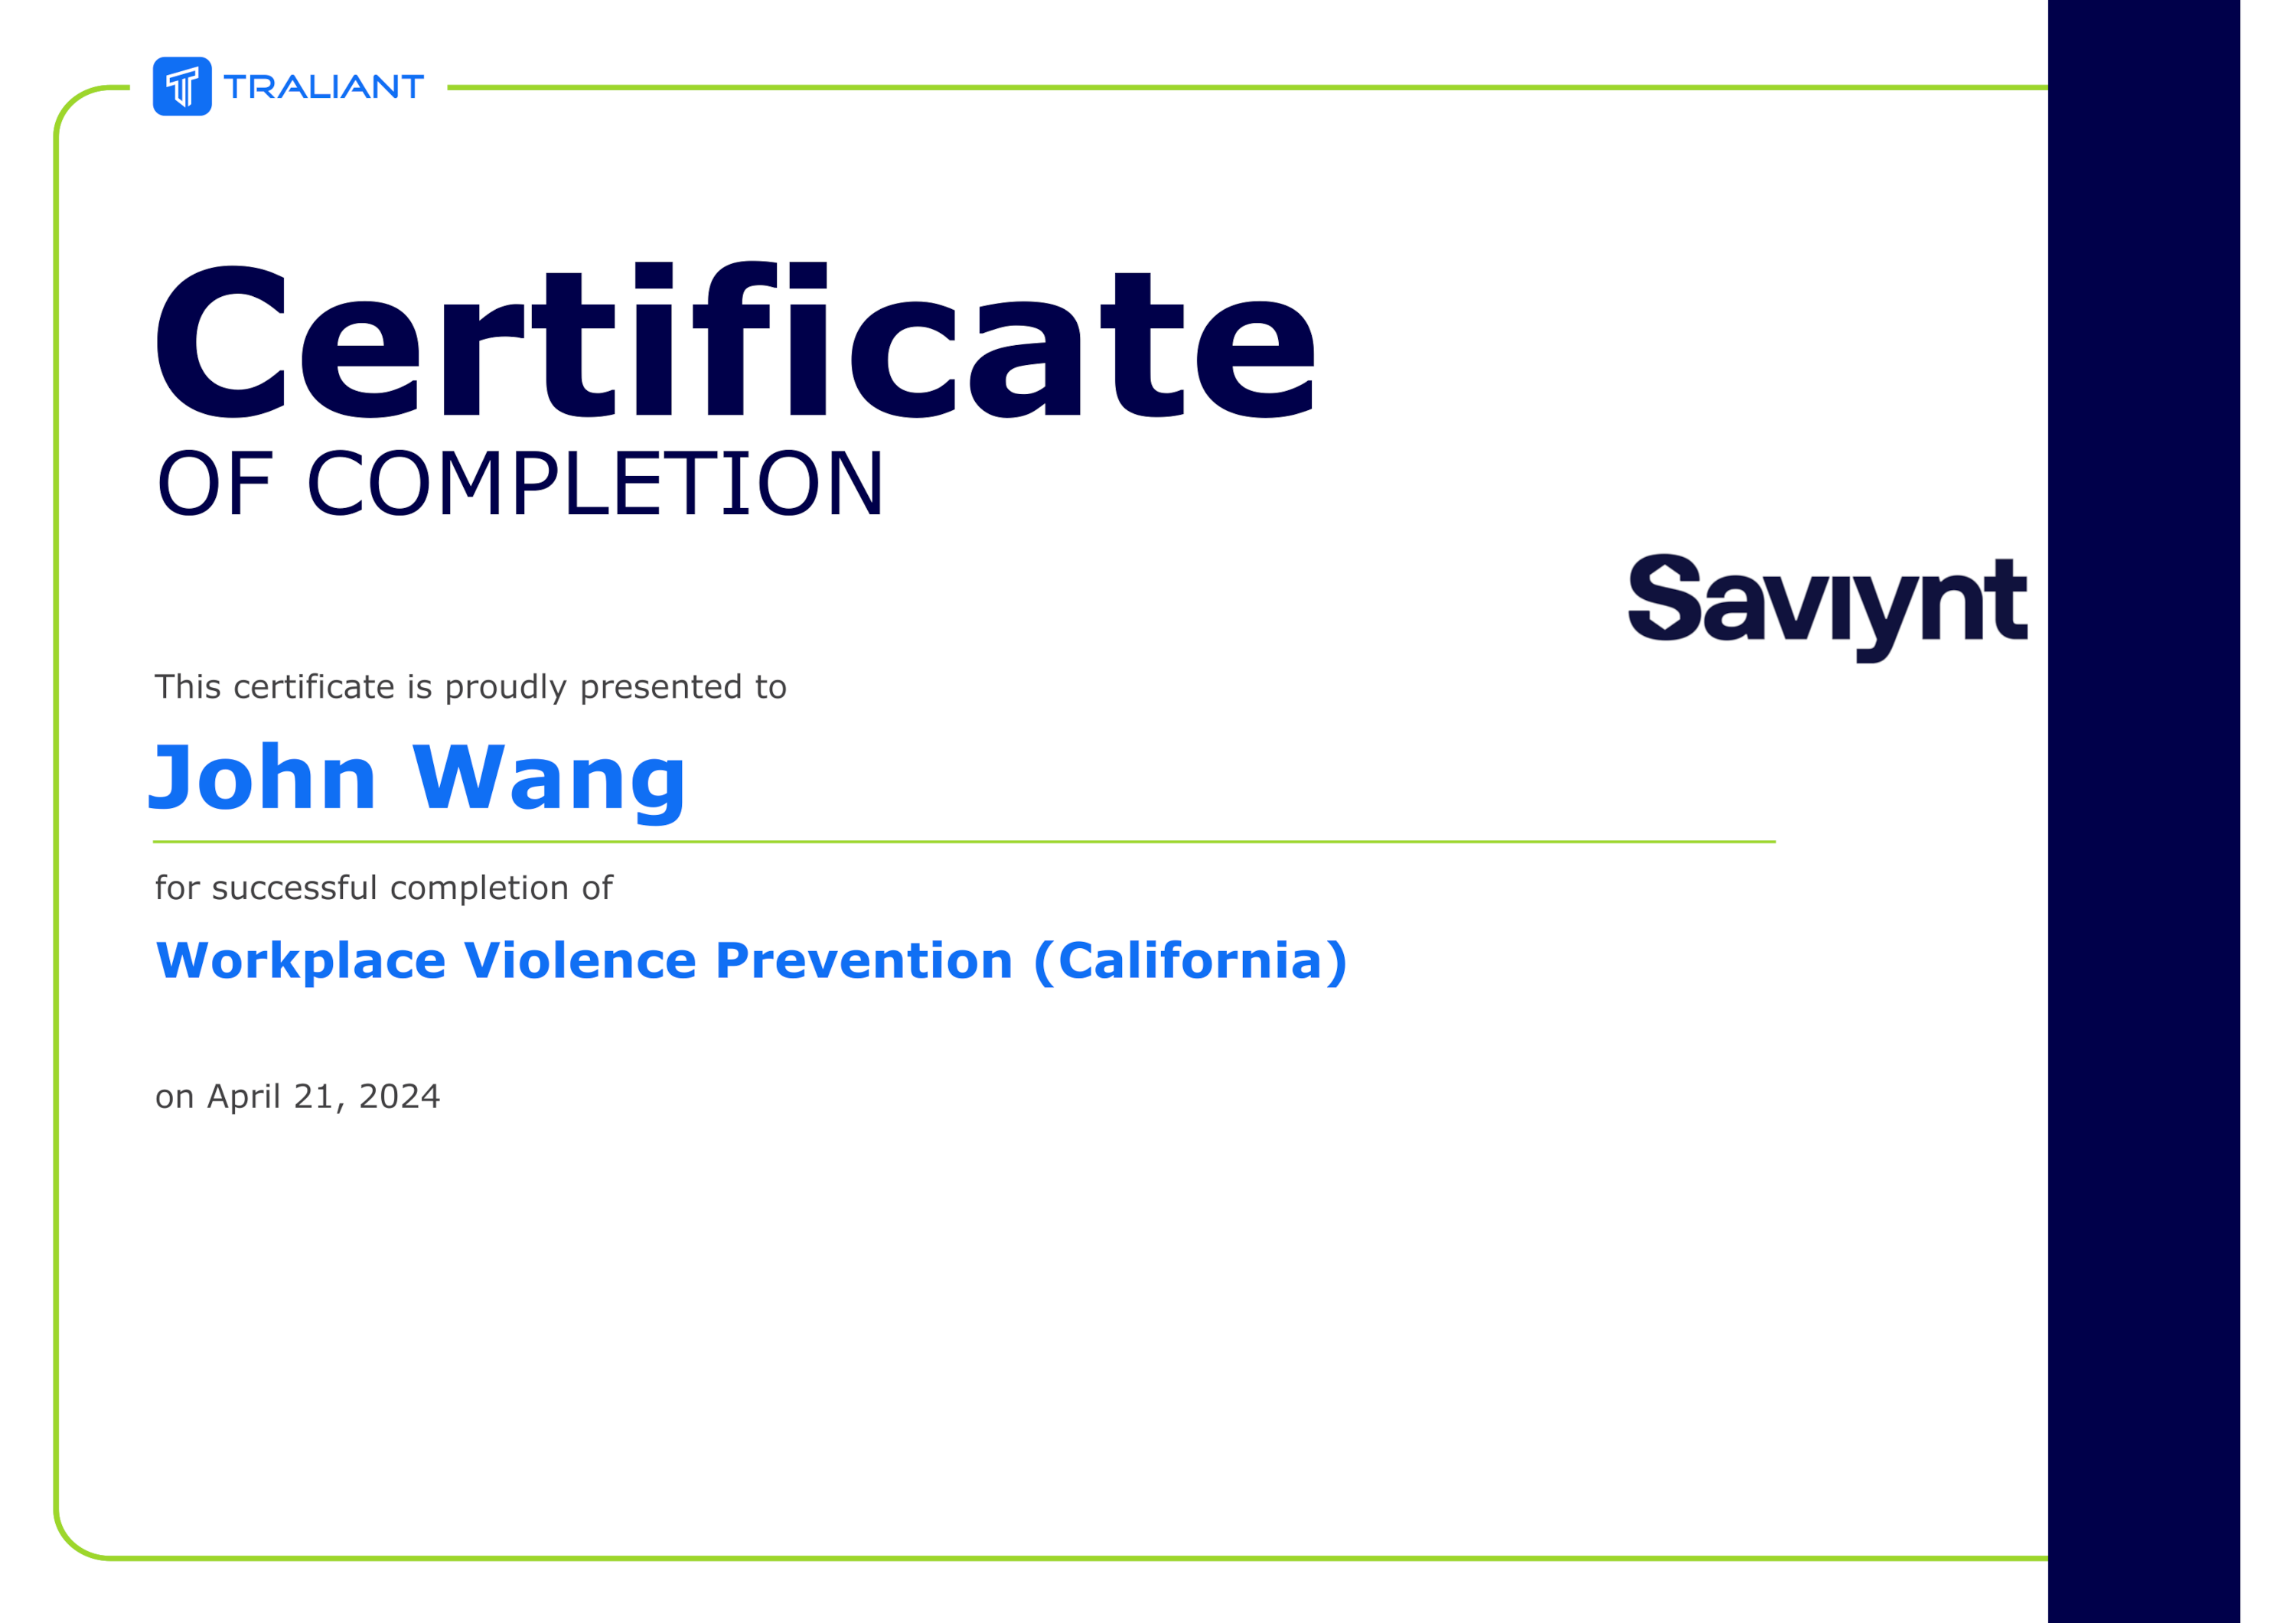 TRALIANT
Certificate
OF COMPLETION
Saviynt
This certificate is proudly presented to
John Wang
for successful completion of
Workplace Violence Prevention (California)
on April 21, 2024